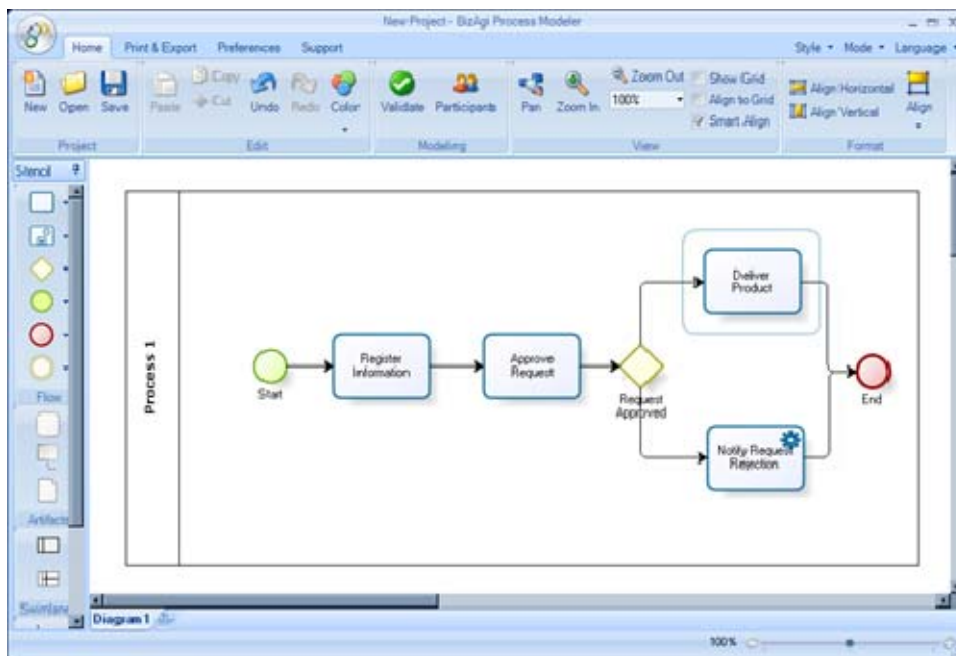 New Project - BizAgi Process Modeler
Home Print & Export Preferences Support Style Mode Language
New Open Save Paste Copy Cut Undo Redo Color Validate Participants Pan Zoom In Zoom Out 100% Show Grid Align to Grid Smart Align Align Horizontal Align Vertical Align
Project Edit Modeling View Format
Stencil
Flow
Artifacts
Swimlane
Process 1
Start
Register
Information
Approve
Request
Request
Approved
Deliver
Product
Notify Request
Rejection
End
Diagram 1
100%